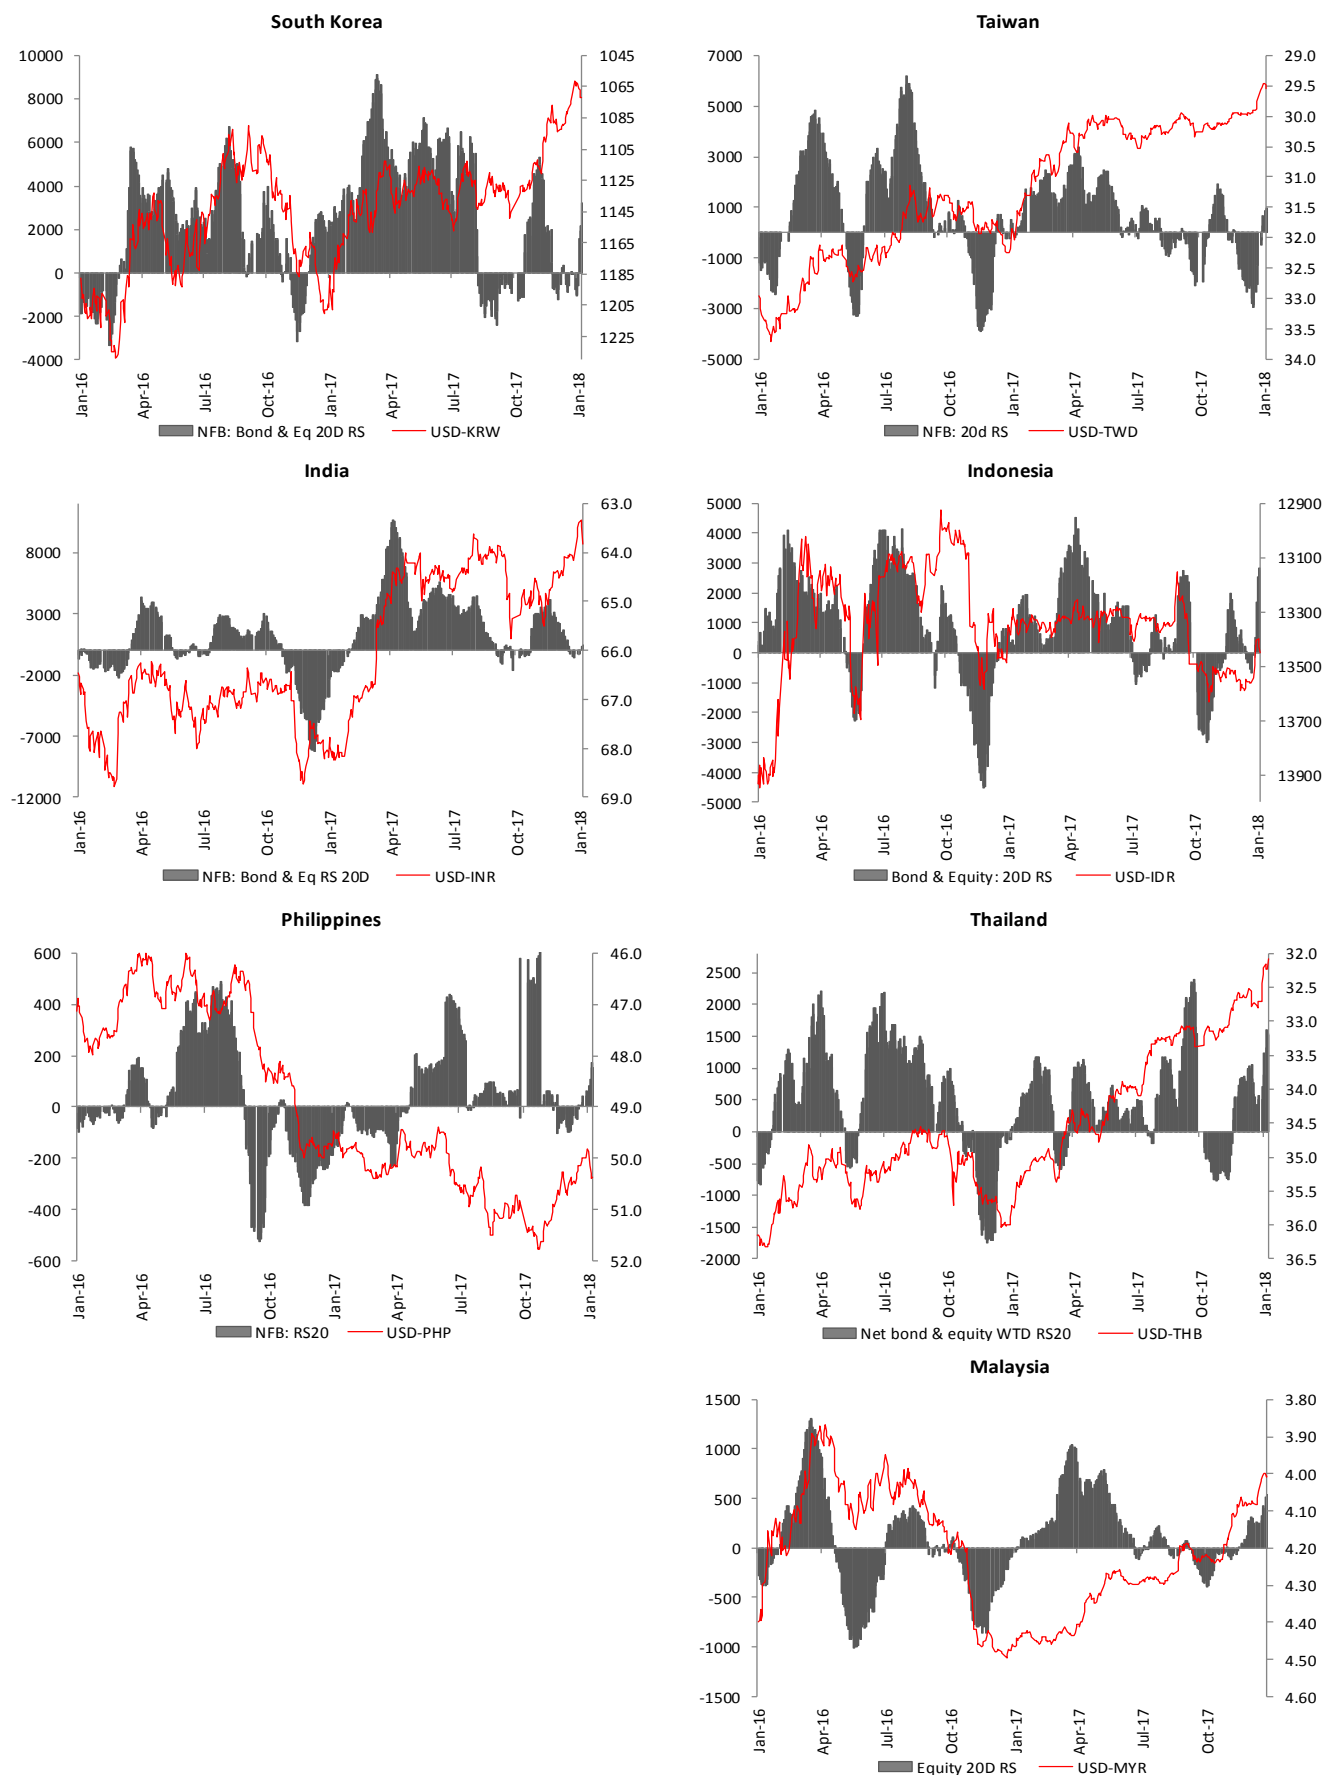 South Korea
10000
8000
6000
4000
2000
0
-2000
-4000
1045
1065
1085
1105
1125
1145
1165
1185
1205
1225
Jan-16
Apr-16
Jul-16
Oct-16
Jan-17
Apr-17
Jul-17
Oct-17
Jan-18
NFB: Bond & Eq 20D RS
USD-KRW
Taiwan
7000
5000
3000
1000
-1000
-3000
-5000
29.0
29.5
30.0
30.5
31.0
31.5
32.0
32.5
33.0
33.5
34.0
Jan-16
Apr-16
Jul-16
Oct-16
Jan-17
Apr-17
Jul-17
Oct-17
Jan-18
NFB: 20d RS
USD-TWD
India
8000
3000
-2000
-7000
-12000
63.0
64.0
65.0
66.0
67.0
68.0
69.0
Jan-16
Apr-16
Jul-16
Oct-16
Jan-17
Apr-17
Jul-17
Oct-17
Jan-18
NFB: Bond & Eq RS 20D
USD-INR
Indonesia
5000
4000
3000
2000
1000
0
-1000
-2000
-3000
-4000
-5000
12900
13100
13300
13500
13700
13900
Jan-16
Apr-16
Jul-16
Oct-16
Jan-17
Apr-17
Jul-17
Oct-17
Jan-18
Bond & Equity: 20D RS
USD-IDR
Philippines
600
400
200
0
-200
-400
-600
46.0
47.0
48.0
49.0
50.0
51.0
52.0
Jan-16
Apr-16
Jul-16
Oct-16
Jan-17
Apr-17
Jul-17
Oct-17
Jan-18
NFB: RS20
USD-PHP
Thailand
2500
2000
1500
1000
500
0
-500
-1000
-1500
-2000
32.0
32.5
33.0
33.5
34.0
34.5
35.0
35.5
36.0
36.5
Jan-16
Apr-16
Jul-16
Oct-16
Jan-17
Apr-17
Jul-17
Oct-17
Jan-18
Net bond & equity WTD RS20
USD-THB
Malaysia
1500
1000
500
0
-500
-1000
-1500
3.80
3.90
4.00
4.10
4.20
4.30
4.40
4.50
4.60
Jan-16
Apr-16
Jul-16
Oct-16
Jan-17
Apr-17
Jul-17
Oct-17
Equity 20D RS
USD-MYR